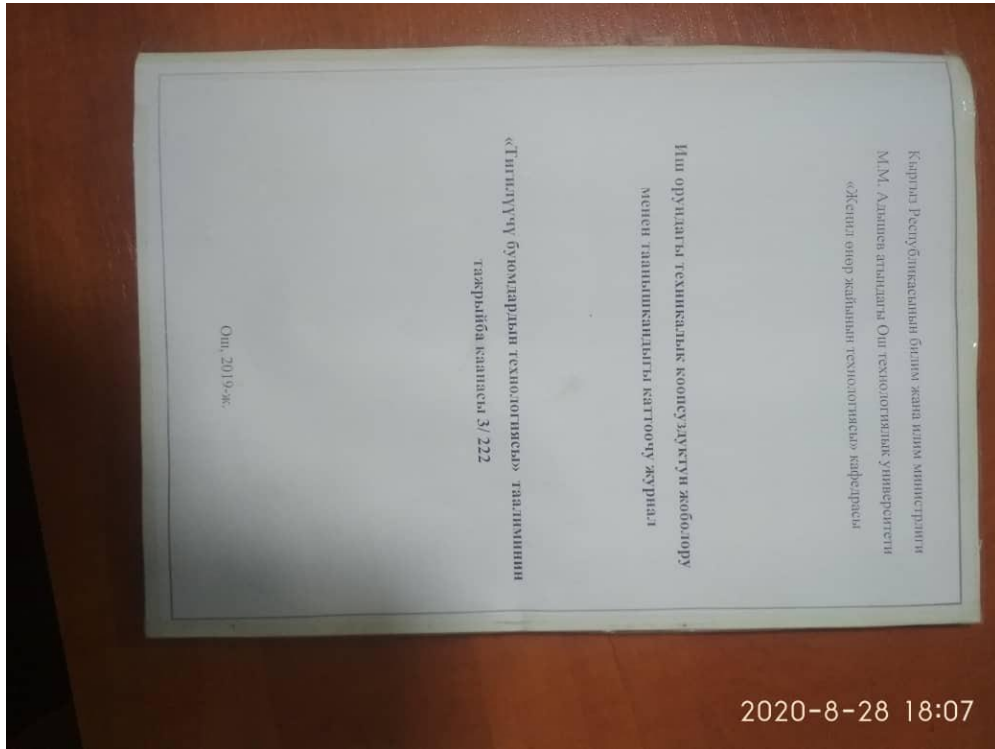 Кыргыз Республикасынын билим жана илим министрлиги
М.М. Адышев атындагы Ош технологиялык университети
«Женил өнөр жайынын технологиясы» кафедрасы
Иш орундагы техникалык коопсуздуктун жоболору
менен таанышкандыгы каттоочу журнал
«Тигилүүчү буюмдардын технологиясы» таалиминин
тажрыйба каанасы 3/ 222
Ош, 2019-ж.
2020-8-28 18:07